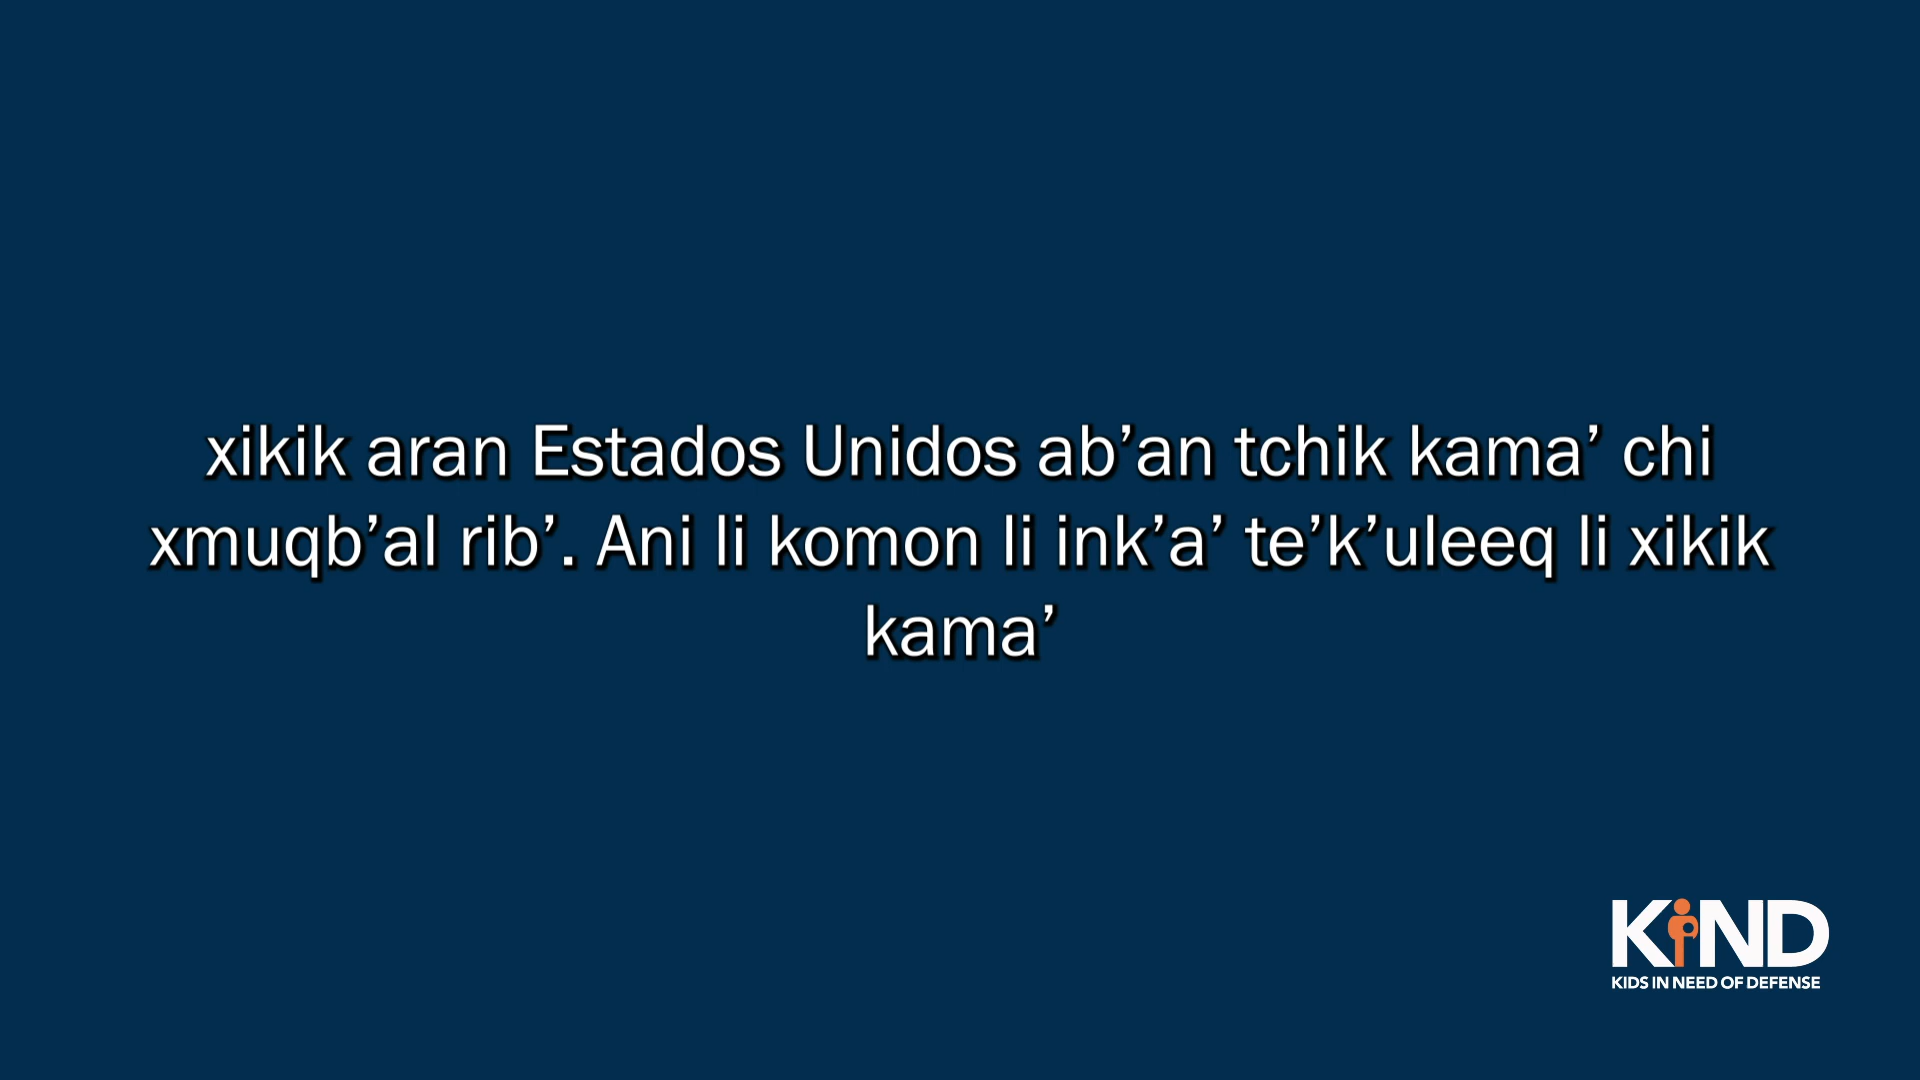 xikik aran Estados Unidos ab’an tchik kama’ chi
xmuqb’al rib’. Ani li komon li ink’a’ te’k’uleeq li xikik
kama’
KiND
KIDS IN NEED OF DEFENSE